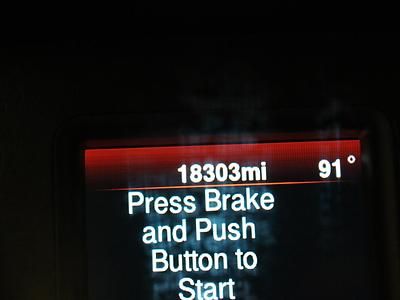 18303mi 91°
Press Brake
and Push
Button to
Start